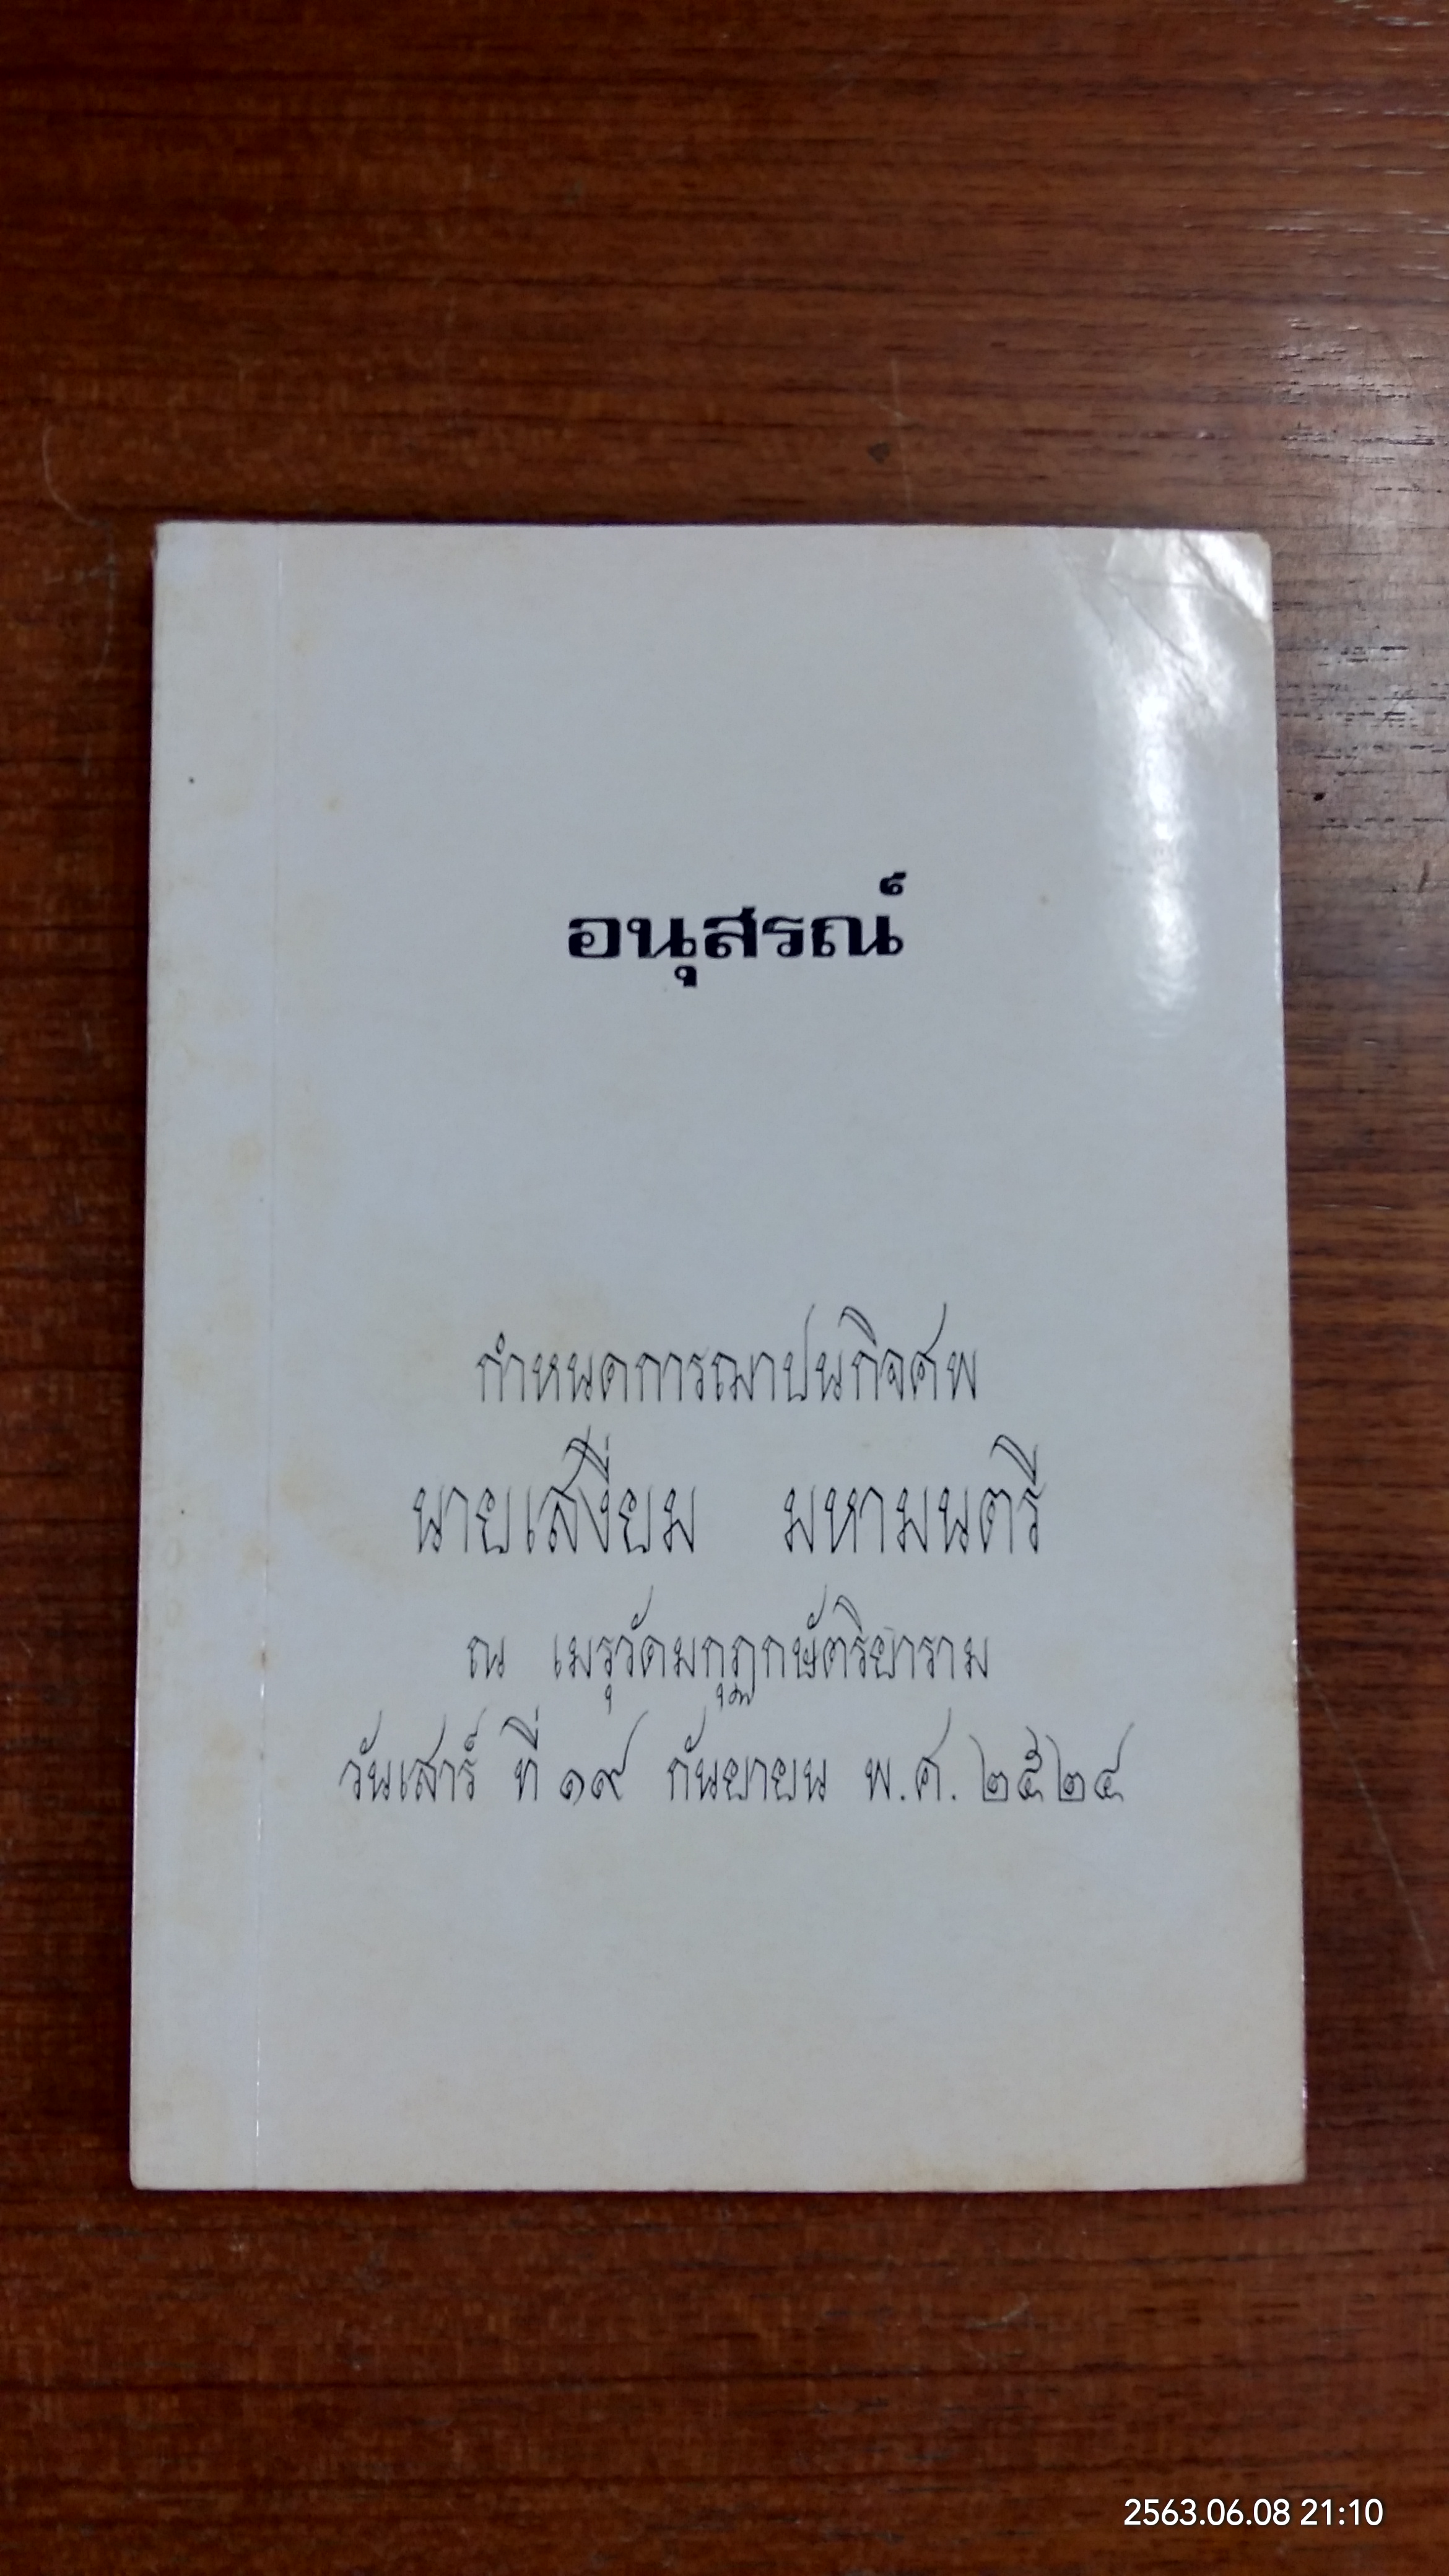 อนุสรณ์
กำหนดการฌาปนกิจศพ
นายเสงี่ยม มหามนตรี
ณ เมรุวัดมกุฏกษัตริยาราม
วันเสาร์ ที่ ๑๙ กันยายน พ.ศ. ๒๕๒๔
2563.06.08 21:10